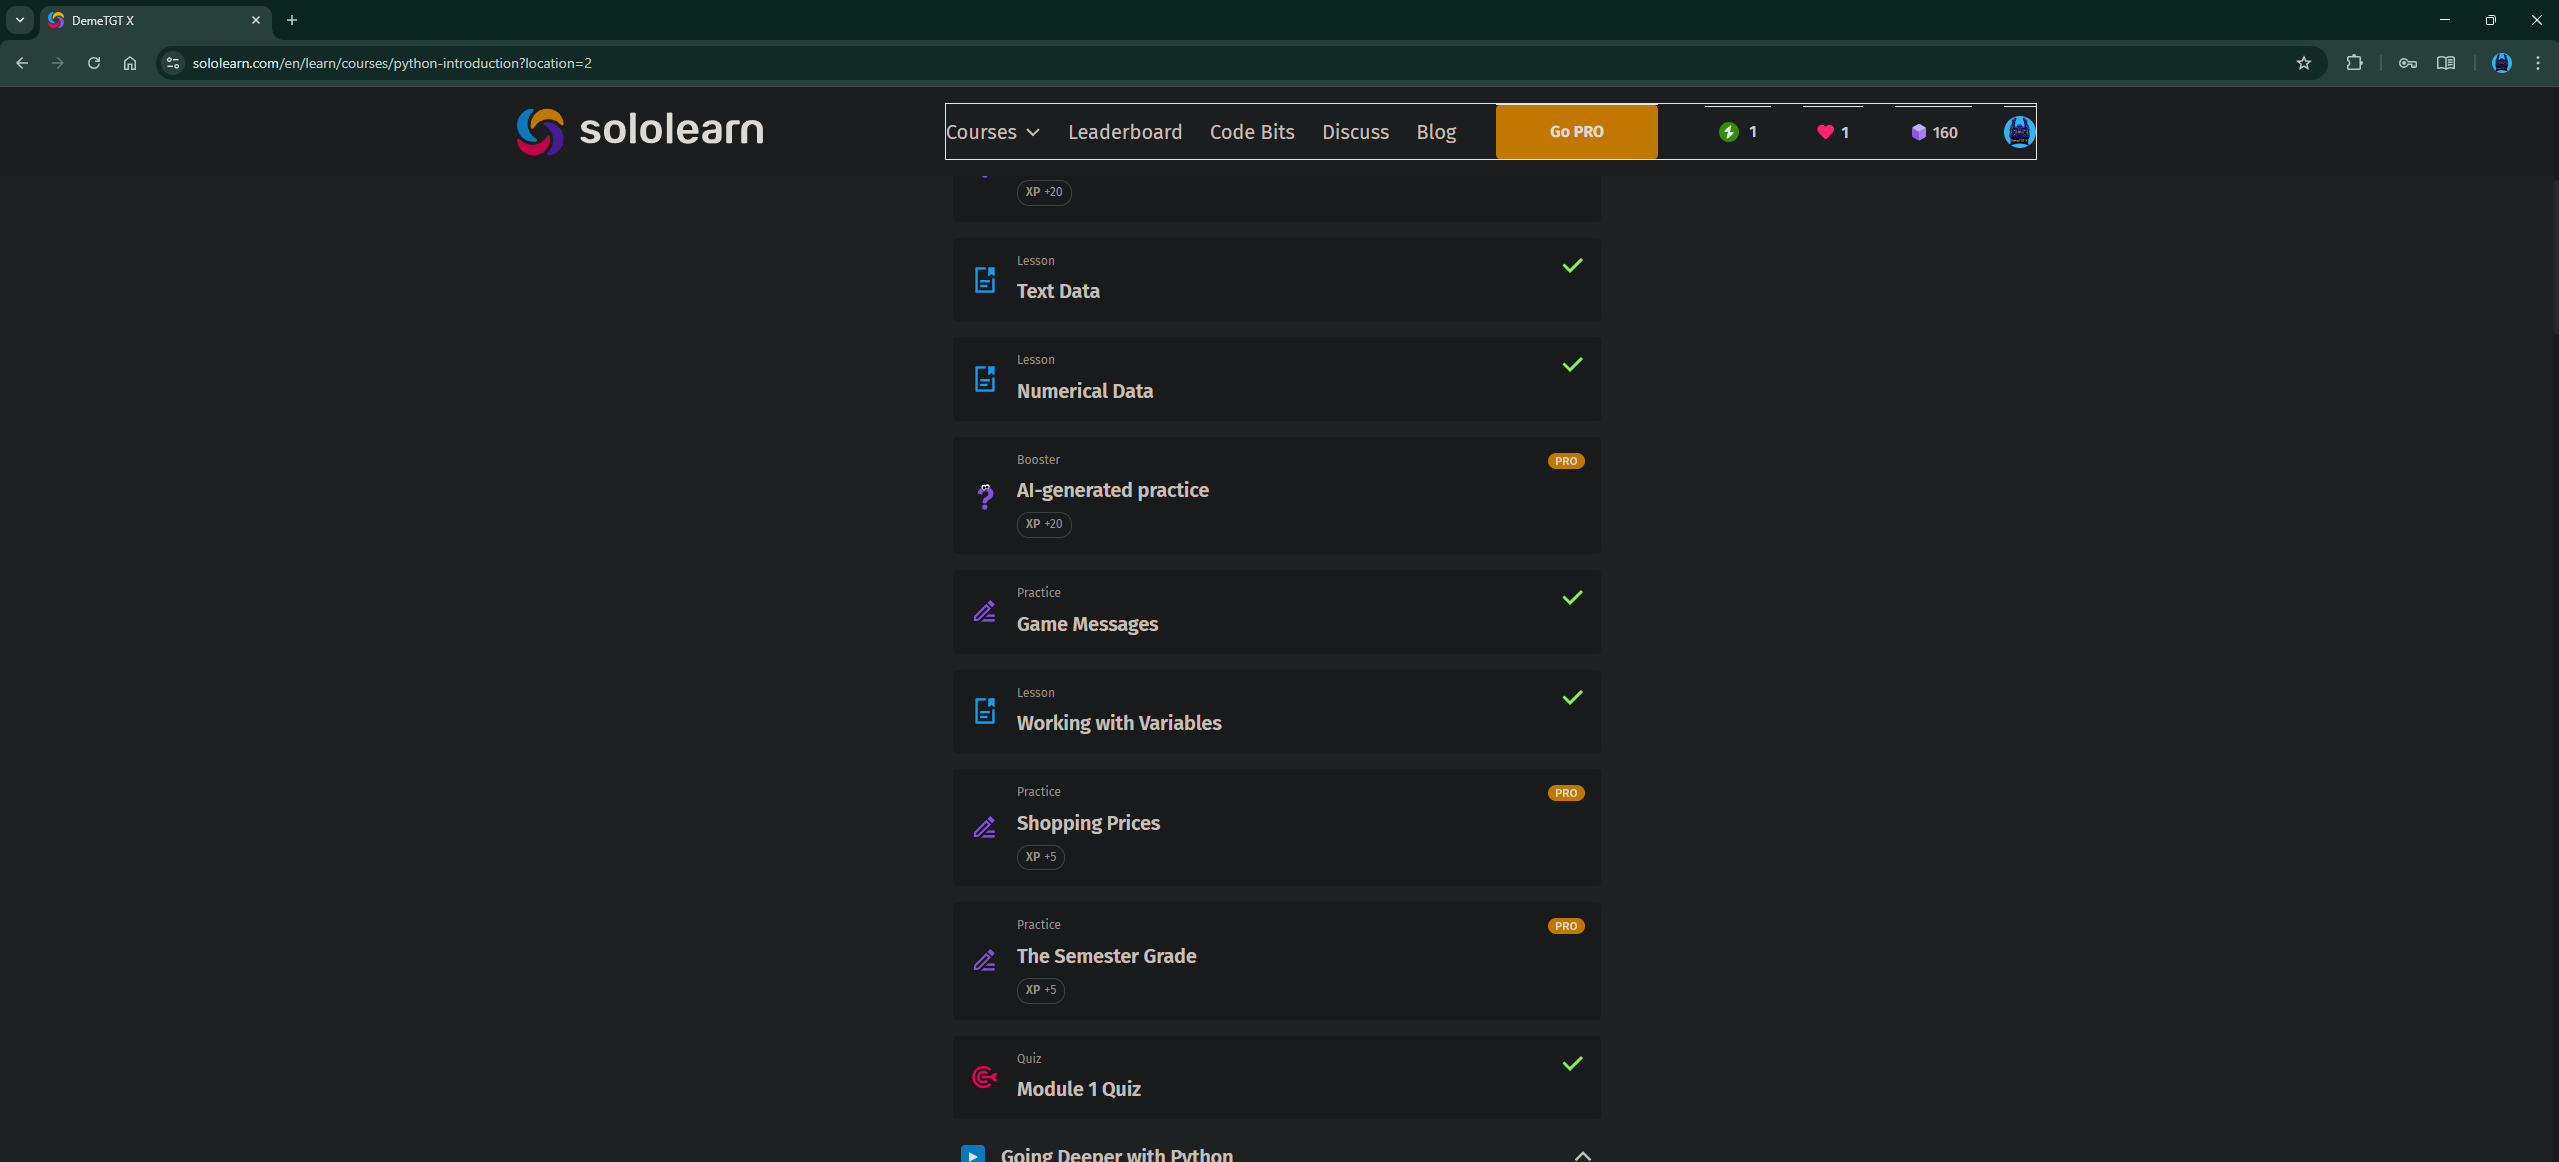 DemeTGT X
sololearn.com/en/learn/courses/python-introduction?location=2
sololearn
Courses Leaderboard Code Bits Discuss Blog Go PRO 1 1 160
XP +20
Lesson
Text Data
Lesson
Numerical Data
Booster
PRO
AI-generated practice
XP +20
Practice
Game Messages
Lesson
Working with Variables
Practice
PRO
Shopping Prices
XP +5
Practice
PRO
The Semester Grade
XP +5
Quiz
Module 1 Quiz
Going Deeper with Python